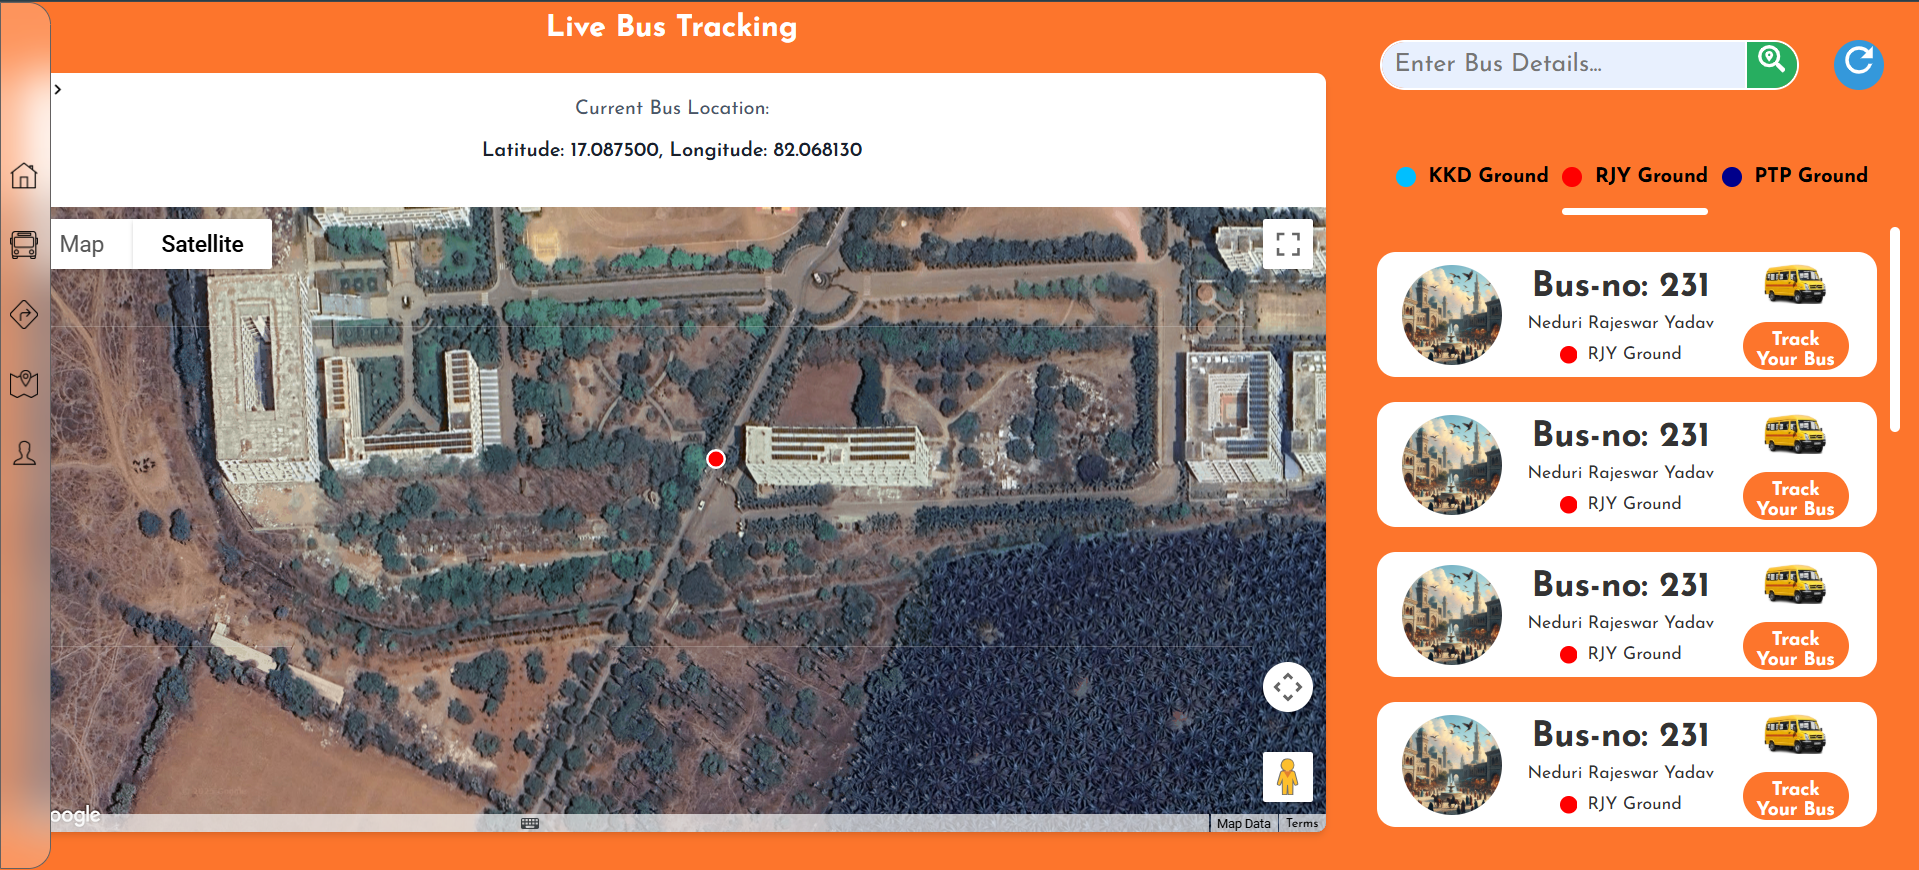 Live Bus Tracking
Current Bus Location:
Latitude: 17.087500, Longitude: 82.068130
Map Satellite
oogle
Map Data Terms
Enter Bus Details...
KKD Ground RJY Ground PTP Ground
Bus-no: 231
Neduri Rajeswar Yadav
RJY Ground
Track
Your Bus
Bus-no: 231
Neduri Rajeswar Yadav
RJY Ground
Track
Your Bus
Bus-no: 231
Neduri Rajeswar Yadav
RJY Ground
Track
Your Bus
Bus-no: 231
Neduri Rajeswar Yadav
RJY Ground
Track
Your Bus